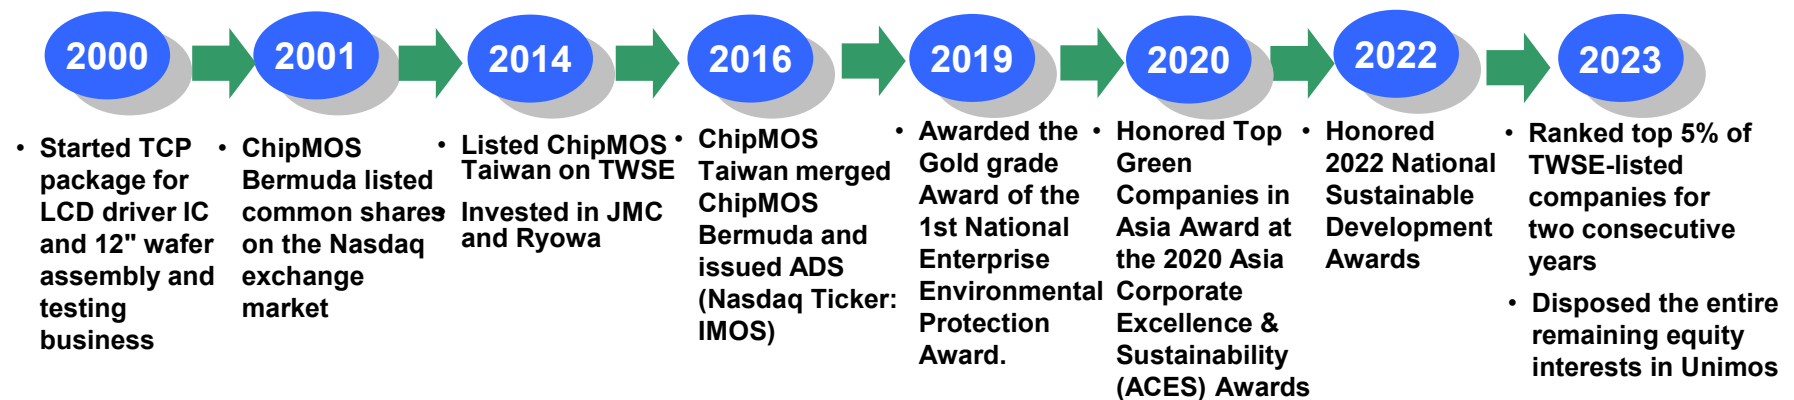 2000
2001
2014
2016
2019
2020
2022
2023
• Started TCP
package for
LCD driver IC
and 12" wafer
assembly and
testing
business
• ChipMOS
Bermuda listed
common shares
on the Nasdaq
exchange
market
• Listed ChipMOS
Taiwan on TWSE
• Invested in JMC
and Ryowa
• ChipMOS
Taiwan merged
ChipMOS
Bermuda and
issued ADS
(Nasdaq Ticker:
IMOS)
• Awarded the
Gold grade
Award of the
1st National
Enterprise
Environmental
Protection
Award.
• Honored Top
Green
Companies in
Asia Award at
the 2020 Asia
Corporate
Excellence &
Sustainability
(ACES) Awards
• Honored
2022 National
Sustainable
Development
Awards
• Ranked top 5% of
TWSE-listed
companies for
two consecutive
years
• Disposed the entire
remaining equity
interests in Unimos